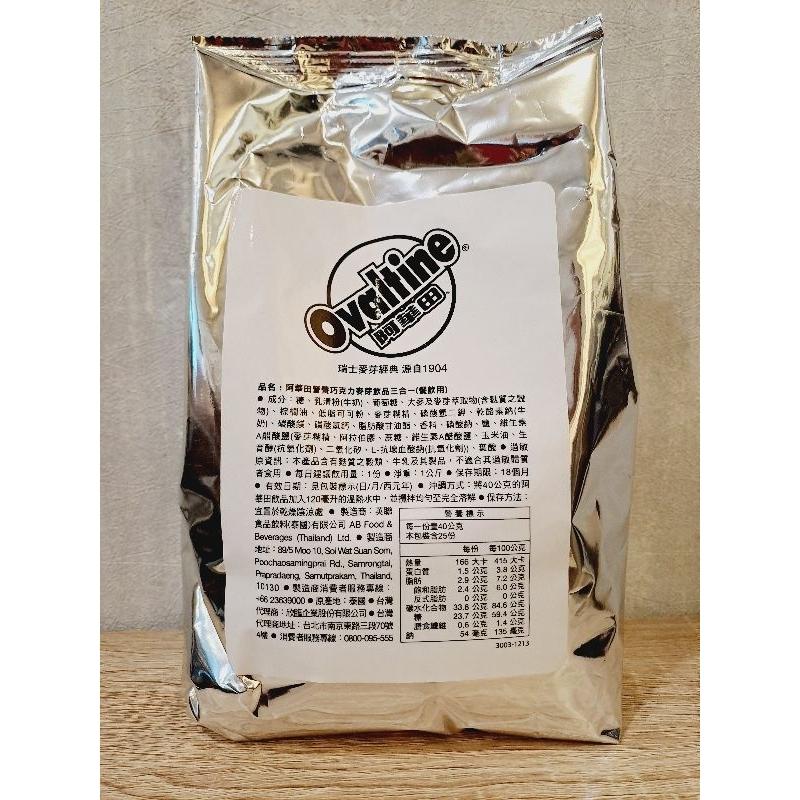 Ovaltine®
阿華田
瑞士麥芽經典 源自1904
品名：阿華田營養巧克力麥芽飲品三合一(餐飲用)
● 成分：糖、乳清粉(牛奶)、葡萄糖、大麥及麥芽萃取物(含麩質之穀
物)、棕櫚油、低脂可可粉、麥芽糊精、磷酸氫二鉀、乾酪素鈉(牛
奶)、碳酸鎂、磷酸氫鈣、脂肪酸甘油酯、香料、磷酸鈉、鹽、維生素
A醋酸鹽(麥芽糊精、阿拉伯膠、蔗糖、維生素A醋酸鹽、玉米油、生
育醇(抗氧化劑)、二氧化矽、L-抗壞血酸鈉(抗氧化劑))、葉酸 ● 過敏
原資訊：本產品含有麩質之穀類、牛乳及其製品，不適合其過敏體質
者食用 ● 每日建議飲用量：1份 ● 淨重：1公斤 ● 保存期限：18個月
● 有效日期：見包裝標示(日/月/西元年) ● 沖調方式：將40公克的阿
華田飲品加入120毫升的溫熱水中，並攪拌均勻至完全溶解 ● 保存方法：
宜置於乾燥陰涼處 ● 製造商：英聯
食品飲料(泰國)有限公司 AB Food &
Beverages (Thailand) Ltd. ● 製造商
地址：89/5 Moo 10, Soi Wat Suan Som,
Poochaosamingprai Rd., Samrongtai,
Prapradaeng, Samutprakarn, Thailand,
10130 ● 製造商消費者服務專線：
+66 23639000 ● 原產地：泰國 ● 台灣
代理商：欣臨企業股份有限公司 ● 台灣
代理商地址：台北市南京東路三段70號
4樓 ● 消費者服務專線：0800-095-555
營養標示
每一份量40公克
本包裝含25份
每份 每100公克
熱量 166 大卡 415 大卡
蛋白質 1.5 公克 3.8 公克
脂肪 2.9 公克 7.2 公克
飽和脂肪 2.4 公克 6.0 公克
反式脂肪 0 公克 0 公克
碳水化合物 33.8 公克 84.6 公克
糖 23.7 公克 59.4 公克
膳食纖維 0.6 公克 1.4 公克
鈉 54 毫克 135 毫克
3003-1213